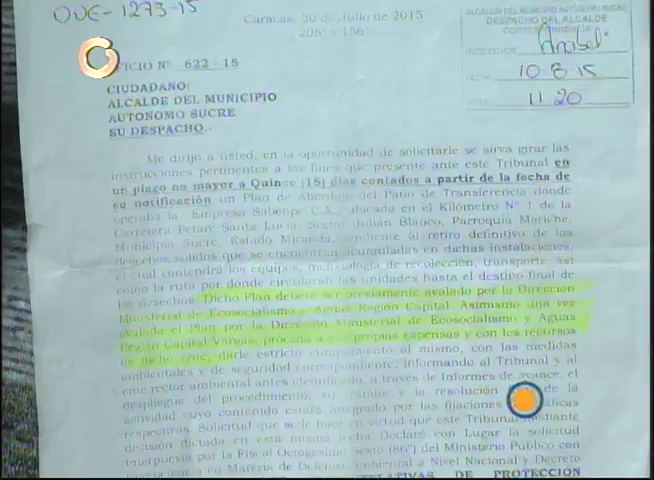 OUE-1273-15
Caracas, 30 de Julio de 2015
205° y 156°
ALCALDIA DEL MUNICIPIO AUTONOMO SUCRE
DESPACHO DEL ALCALDE
CORRESPONDENCIA
10-8-15
11:20
OFICIO N° 622-15
CIUDADANO:
ALCALDE DEL MUNICIPIO
AUTONOMO SUCRE
SU DESPACHO.-
Me dirijo a usted, en la oportunidad de solicitarle se sirva girar las
instrucciones pertinentes a los fines que presente ante este Tribunal en
un plazo no mayor a Quince (15) días contados a partir de la fecha de
su notificación un Plan de Abordaje del Patio de Transferencia donde
operaba la Empresa Sabenpe C.A., ubicado en el Kilómetro N° 1 de la
Carretera Petare-Santa Lucia, Sector Julián Blanco, Parroquia Mariche,
Municipio Sucre, Estado Miranda, tendiente al retiro definitivo de los
desechos sólidos que se encuentran acumuladas en dichas instalaciones,
el cual contendrá los equipos, metodología de recolección, transporte, así
como la ruta por donde circularan las unidades hasta el destino final de
los desechos. Dicho Plan deberá ser previamente avalado por la Dirección
Ministerial de Ecosocialismo y Aguas Región Capital. Asimismo una vez
avalado el Plan por la Dirección Ministerial de Ecosocialismo y Aguas
Región Capital Vargas, proceda a propias expensas y con los recursos
de dicho ente, darle estricto cumplimiento al mismo, con las medidas
ambientales y de seguridad correspondiente, informando al Tribunal y al
ente rector ambiental antes identificado, a través de Informes de avance, el
despliegue del procedimiento, su trámite y la resolución de la
actividad cuyo contenido estará integrado por las fijaciones
respectivas. Solicitud que se le hace en virtud que este Tribunal mediante
decisión dictada en esta misma fecha Declaró con Lugar la solicitud
interpuesta por la Fiscal Octogésimo Sexto (86°) del Ministerio Público con
en Materia de Defensa Ambiental a Nivel Nacional y Decreto
DE PROTECCIÓN